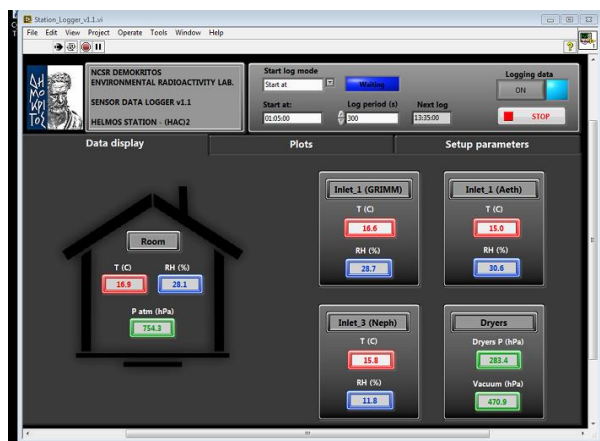 Station_Logger_v1.1.vi
File Edit View Project Operate Tools Window Help
ΔΗ
ΜΟ
ΚΡΙ
ΤΟΣ
NCSR DEMOKRITOS
ENVIRONMENTAL RADIOACTIVITY LAB.
SENSOR DATA LOGGER v1.1
HELMOS STATION - (HAC)2
Start log mode
Start at
Waiting
Start at:
Log period (s)
Next log
01:05:00
300
13:35:00
Logging data
ON
STOP
Data display
Plots
Setup parameters
Room
T (C)
RH (%)
16.9
28.1
P atm (hPa)
754.3
Inlet_1 (GRIMM)
T (C)
16.6
RH (%)
28.7
Inlet_1 (Aeth)
T (C)
15.0
RH (%)
30.6
Inlet_3 (Neph)
T (C)
15.8
RH (%)
11.8
Dryers
Dryers P (hPa)
283.4
Vacuum (hPa)
470.9